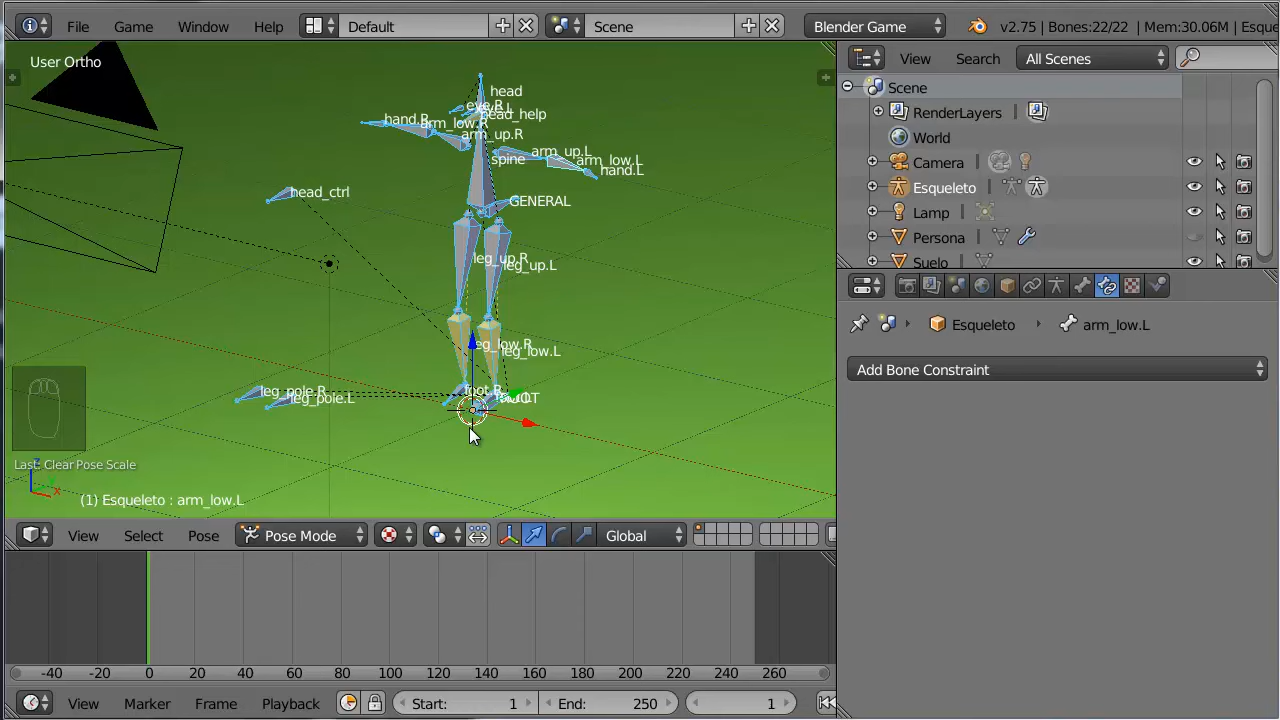 File Game Window Help Default Scene Blender Game v2.75 | Bones:22/22 | Mem:30.06M | Esque
User Ortho
View Search All Scenes
Scene
RenderLayers
World
Camera
Esqueleto
Lamp
Persona
Suelo
head
eye.R
head_help
hand.R
arm_low.R
arm_up.R
arm_up.L
spine
arm_low.L
hand.L
head_ctrl
GENERAL
leg_up.R
leg_up.L
leg_low.R
leg_low.L
leg_pole.R
foot.R
leg_pole.L
Esqueleto arm_low.L
Add Bone Constraint
Last: Clear Pose Scale
z
x
(1) Esqueleto : arm_low.L
View Select Pose Pose Mode Global
-40 -20 0 20 40 60 80 100 120 140 160 180 200 220 240 260
View Marker Frame Playback Start: 1 End: 250 1